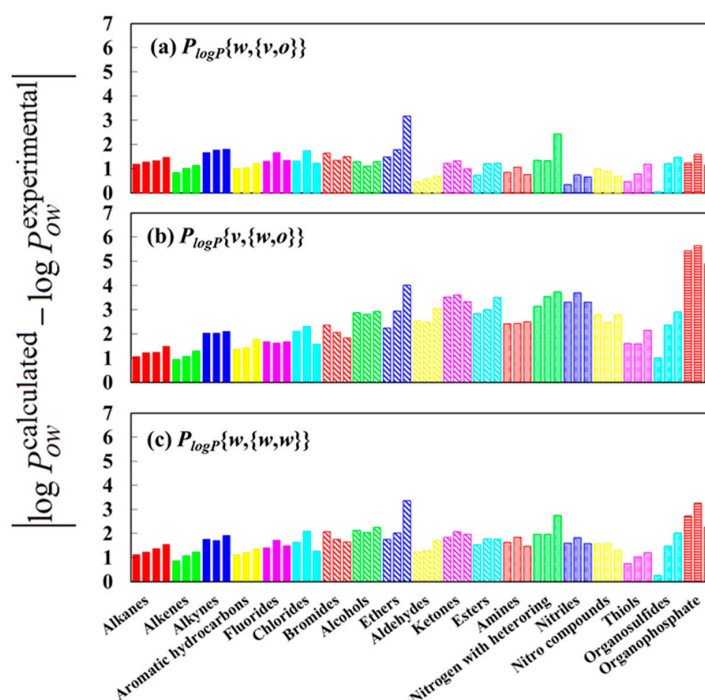 |log P_OW^calculated − log P_OW^experimental|
7
6
5
4
3
2
1
0
(a) P_logP{w,{v,o}}
7
6
5
4
3
2
1
0
(b) P_logP{v,{w,o}}
7
6
5
4
3
2
1
0
(c) P_logP{w,{w,w}}
Alkanes
Alkenes
Alkynes
Aromatic hydrocarbons
Fluorides
Chlorides
Bromides
Alcohols
Ethers
Aldehydes
Ketones
Esters
Amines
Nitrogen with heteroring
Nitriles
Nitro compounds
Thiols
Organosulfides
Organophosphate